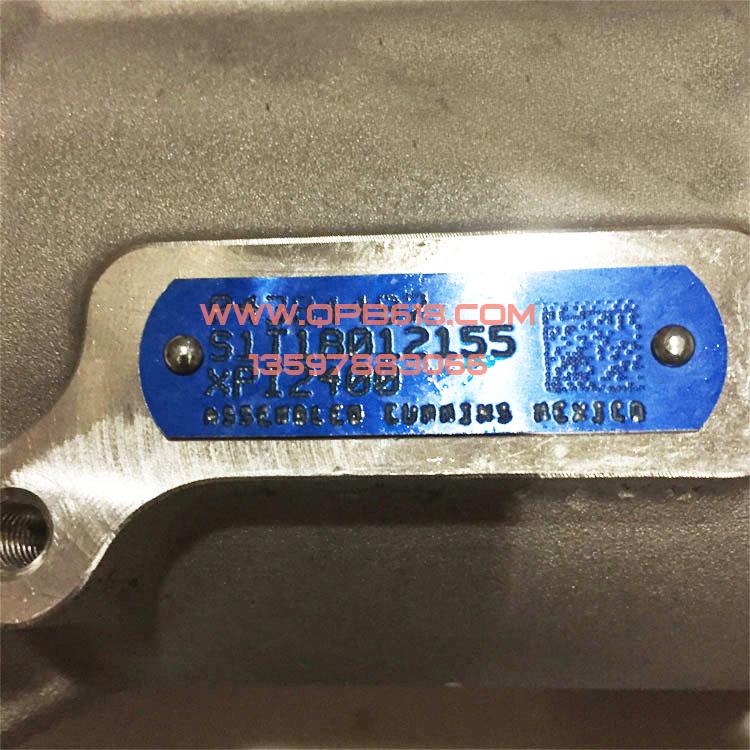 WWW.QPB618.COM
S1T1B012155
13597883066
XPI2400
ASSEMBLED CUMMINS MEXICO